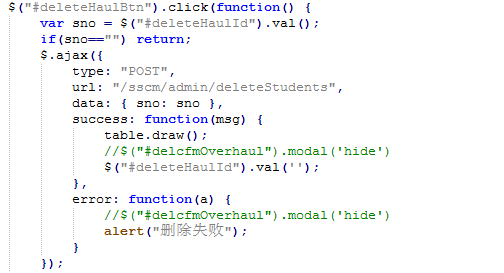 $("#deleteHaulBtn").click(function() {
    var sno = $("#deleteHaulId").val();
    if(sno=="") return;
    $.ajax({
        type: "POST",
        url: "/sscm/admin/deleteStudents",
        data: { sno: sno },
        success: function(msg) {
            table.draw();
            //$("#delcfmOverhaul").modal('hide')
            $("#deleteHaulId").val('');
        },
        error: function(a) {
            //$("#delcfmOverhaul").modal('hide')
            alert("删除失败");
        }
    });